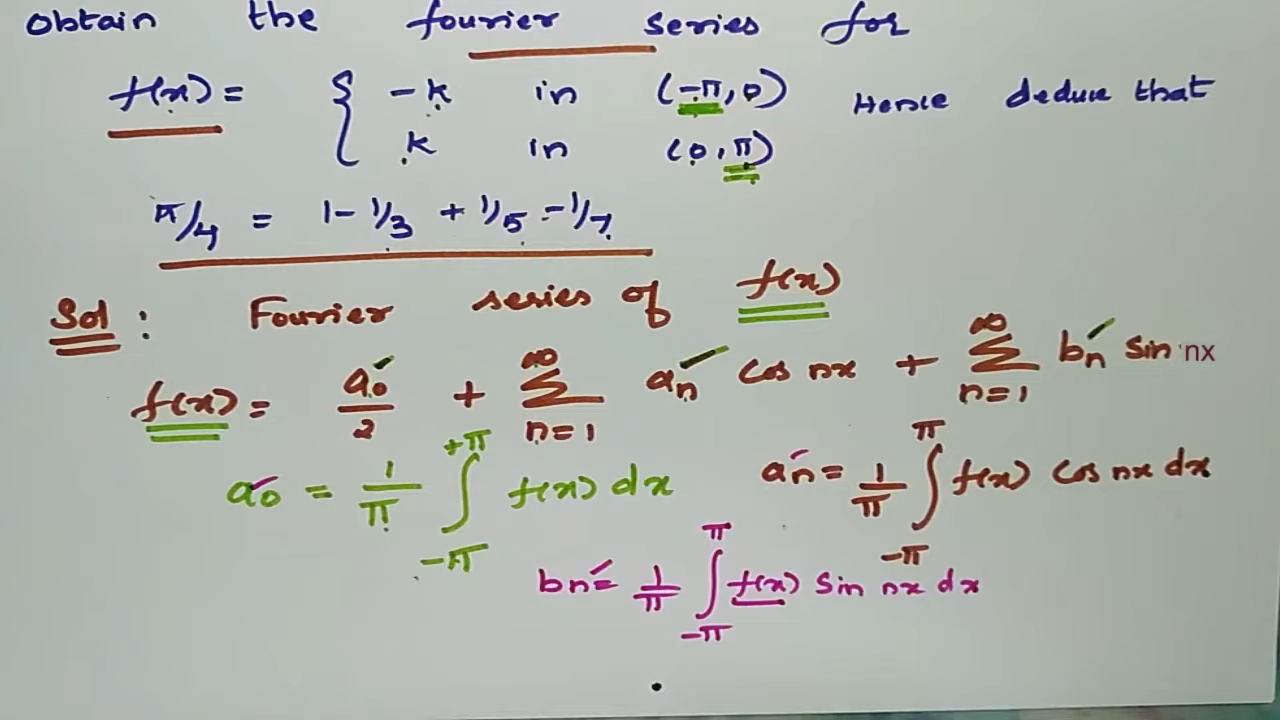 obtain the fourier series for
f(x) = { -k in (-π, 0) Hence deduce that
k in (0, π)
π/4 = 1 - 1/3 + 1/5 - 1/7
Sol : Fourier series of f(x)
f(x) = a0/2 + ∑ n=1 ∞ an cos nx + ∑ n=1 ∞ bn sin nx
a0 = 1/π ∫ -π +π f(x) dx an = 1/π ∫ -π π f(x) cos nx dx
bn = 1/π ∫ -π π f(x) sin nx dx